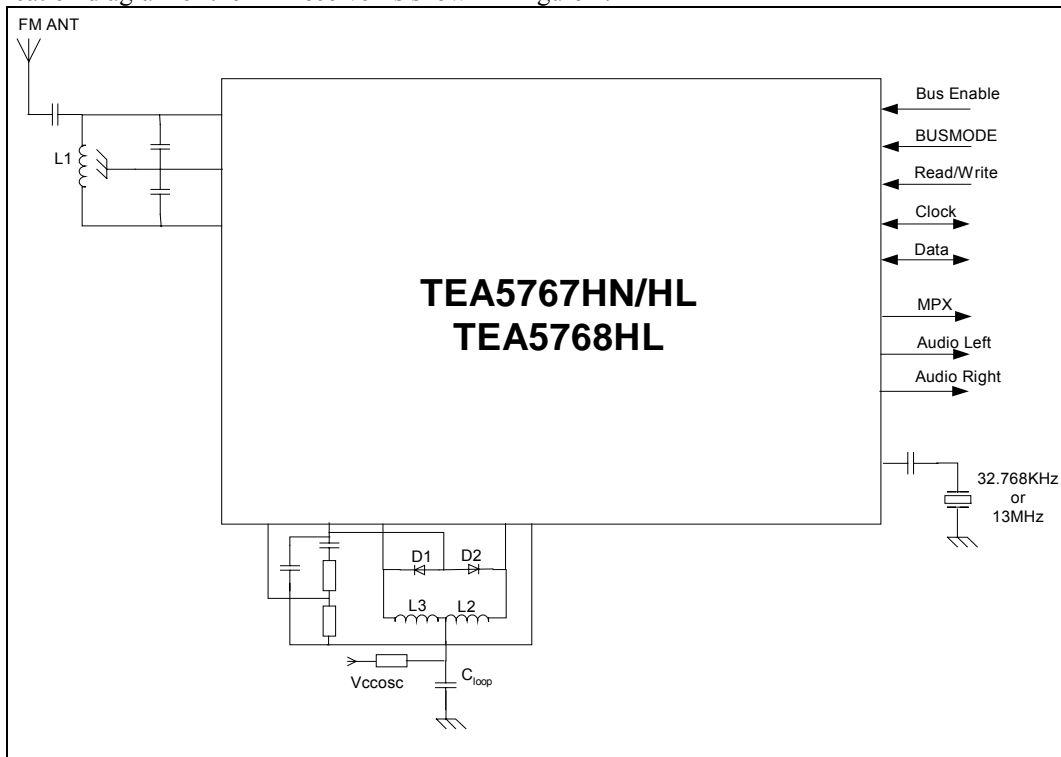 FM ANT
L1
TEA5767HN/HL
TEA5768HL
Bus Enable
BUSMODE
Read/Write
Clock
Data
MPX
Audio Left
Audio Right
32.768KHz
or
13MHz
D1
D2
L3
L2
Vccosc
Cloop